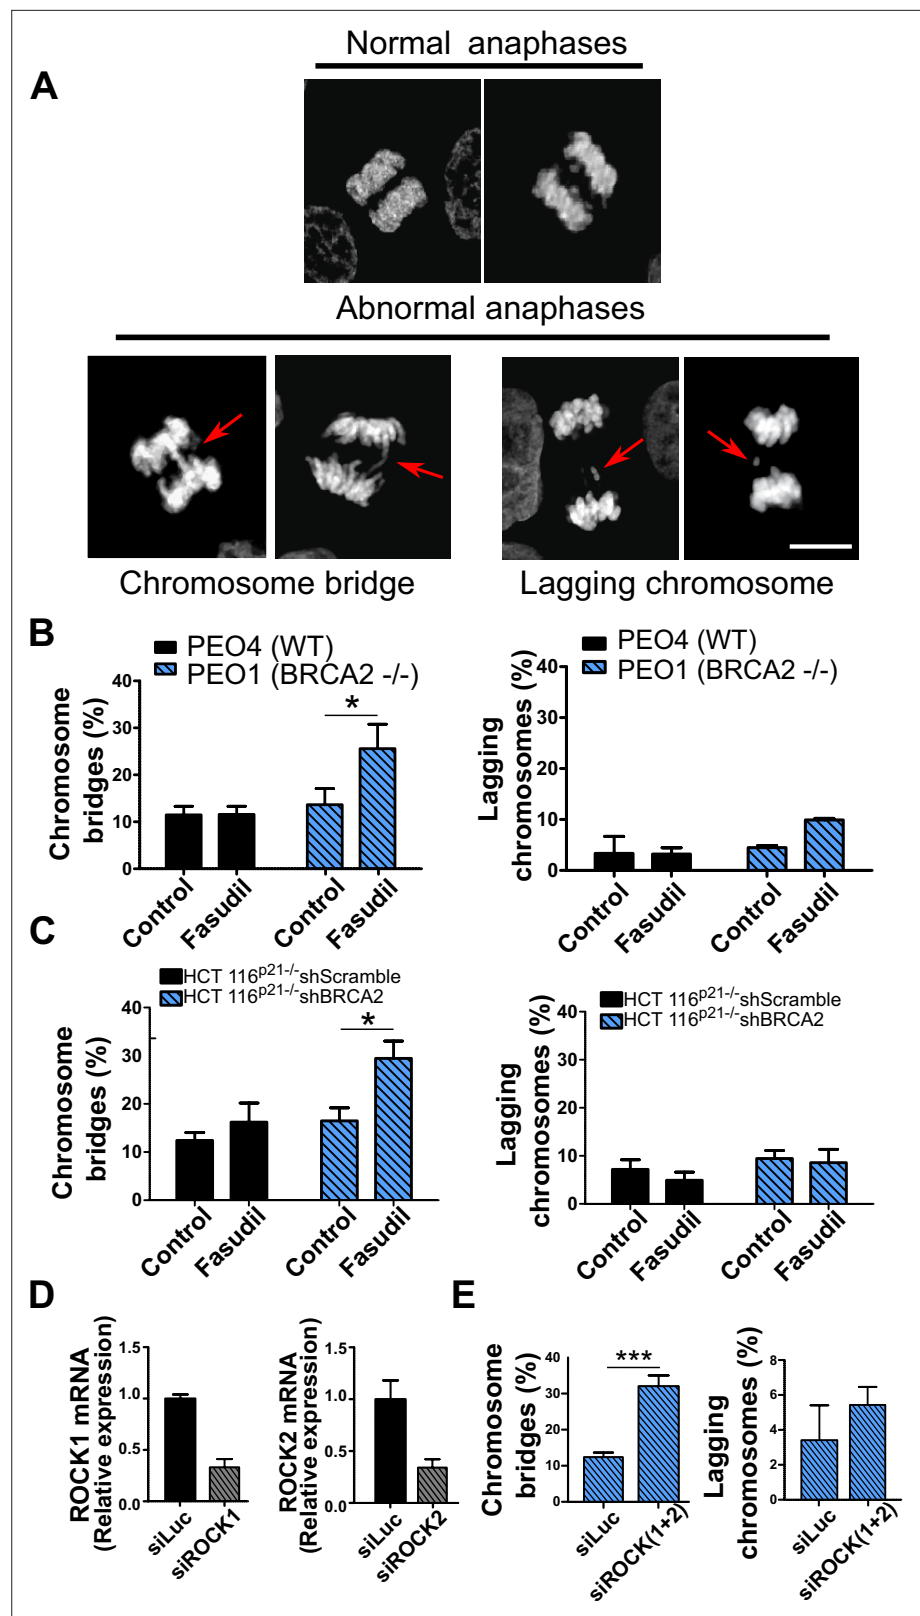 A
Normal anaphases
Abnormal anaphases
Chromosome bridge
Lagging chromosome
B
PEO4 (WT)
PEO1 (BRCA2 -/-)
Chromosome
bridges (%)
40
30
20
10
0
*
Control
Fasudil
Control
Fasudil
PEO4 (WT)
PEO1 (BRCA2 -/-)
Lagging
chromosomes (%)
40
30
20
10
0
Control
Fasudil
Control
Fasudil
C
HCT 116p21-/-shScramble
HCT 116p21-/-shBRCA2
Chromosome
bridges (%)
40
30
20
10
0
*
Control
Fasudil
Control
Fasudil
HCT 116p21-/-shScramble
HCT 116p21-/-shBRCA2
Lagging
chromosomes (%)
40
30
20
10
0
Control
Fasudil
Control
Fasudil
D
ROCK1 mRNA
(Relative expression)
1.5
1.0
0.5
0.0
siLuc
siROCK1
ROCK2 mRNA
(Relative expression)
1.5
1.0
0.5
0.0
siLuc
siROCK2
E
Chromosome
bridges (%)
40
30
20
10
0
***
siLuc
siROCK(1+2)
Lagging
chromosomes (%)
8
6
4
2
0
siLuc
siROCK(1+2)